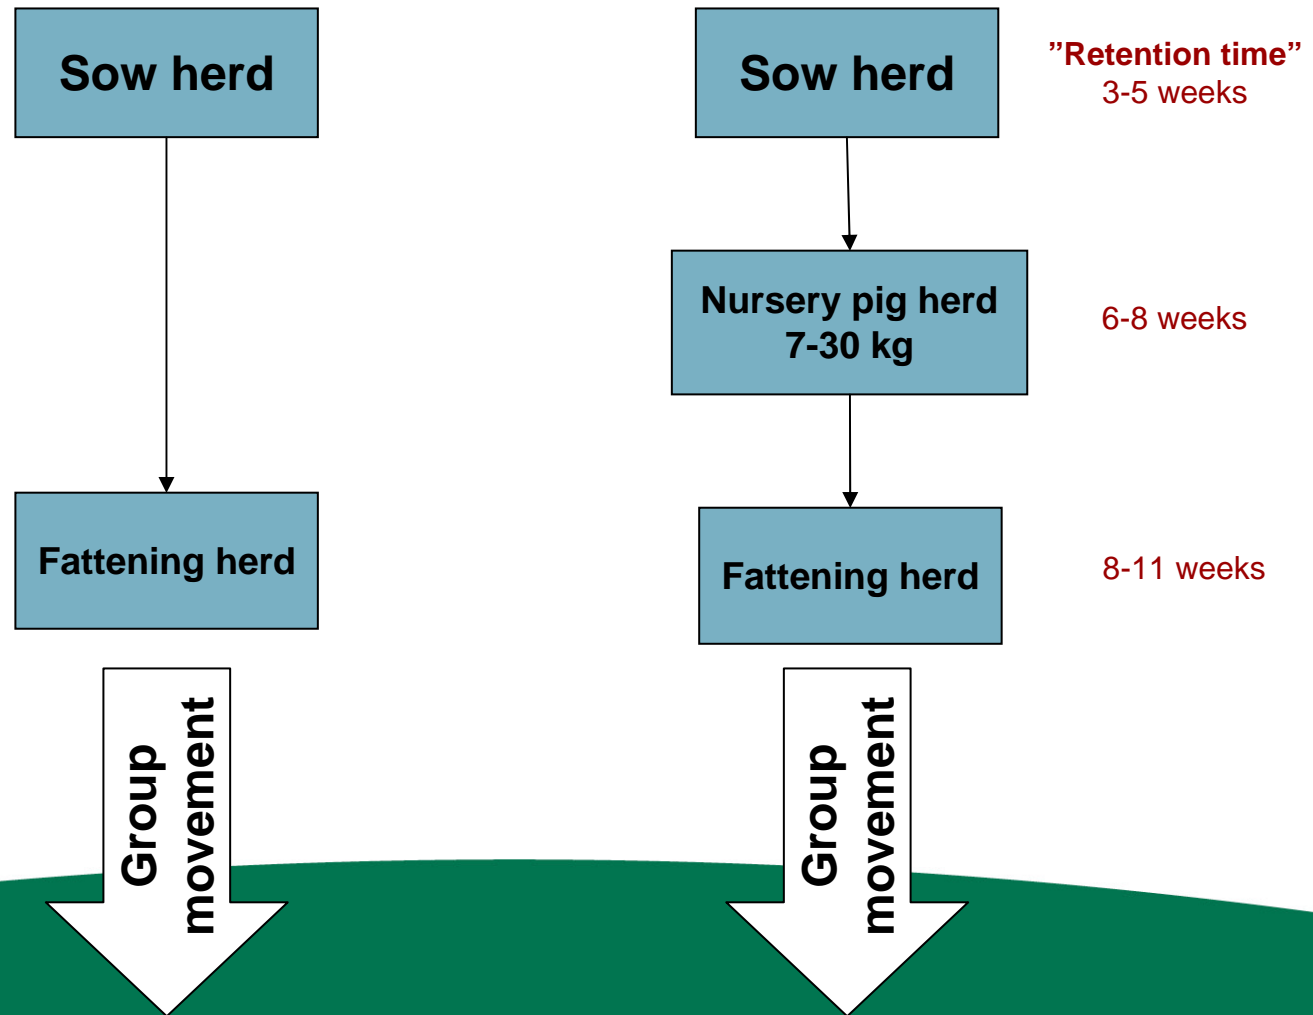 Sow herd
Fattening herd
Group
movement
Sow herd
Nursery pig herd
7-30 kg
Fattening herd
Group
movement
”Retention time”
3-5 weeks
6-8 weeks
8-11 weeks